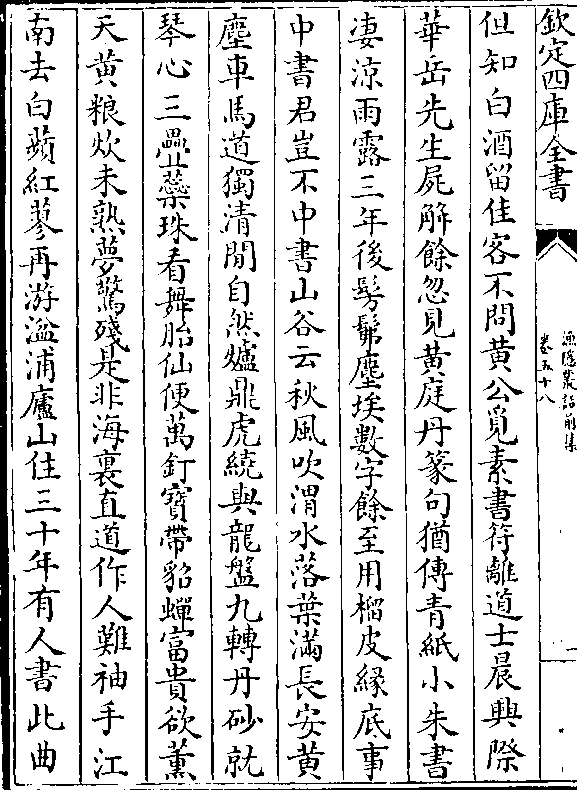 欽定四庫全書
漁隱叢話前集
卷五十八
但知白酒留佳客不問黄公覓素書符離道士晨興際
華岳先生屍解餘忽見黄庭丹篆句猶傳青紙小朱書
凄涼雨露三年後髣髴塵埃數字餘至用榴皮縁底事
中書君豈不中書山谷云秋風吹渭水落葉滿長安黄
塵車馬道獨清閒自然爐鼎虎繞與龍盤九轉丹砂就
琴心三疊蘂珠看舞胎仙便萬釘寶帶貂蟬富貴欲薰
天黄粮炊未熟夢驚殘是非海裏直道作人難袖手江
南去白蘋紅蓼再游湓浦廬山住三十年有人書此曲